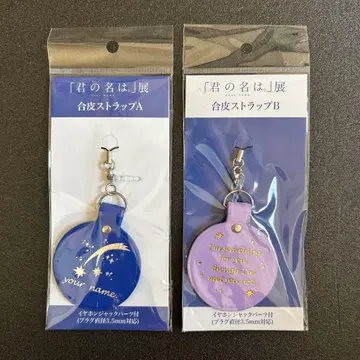 「君の名は。」展
合皮ストラップA
your name.
イヤホンジャックパーツ付
(プラグ直径3.5mm対応)
「君の名は。」展
合皮ストラップB
イヤホンジャックパーツ付
(プラグ直径3.5mm対応)